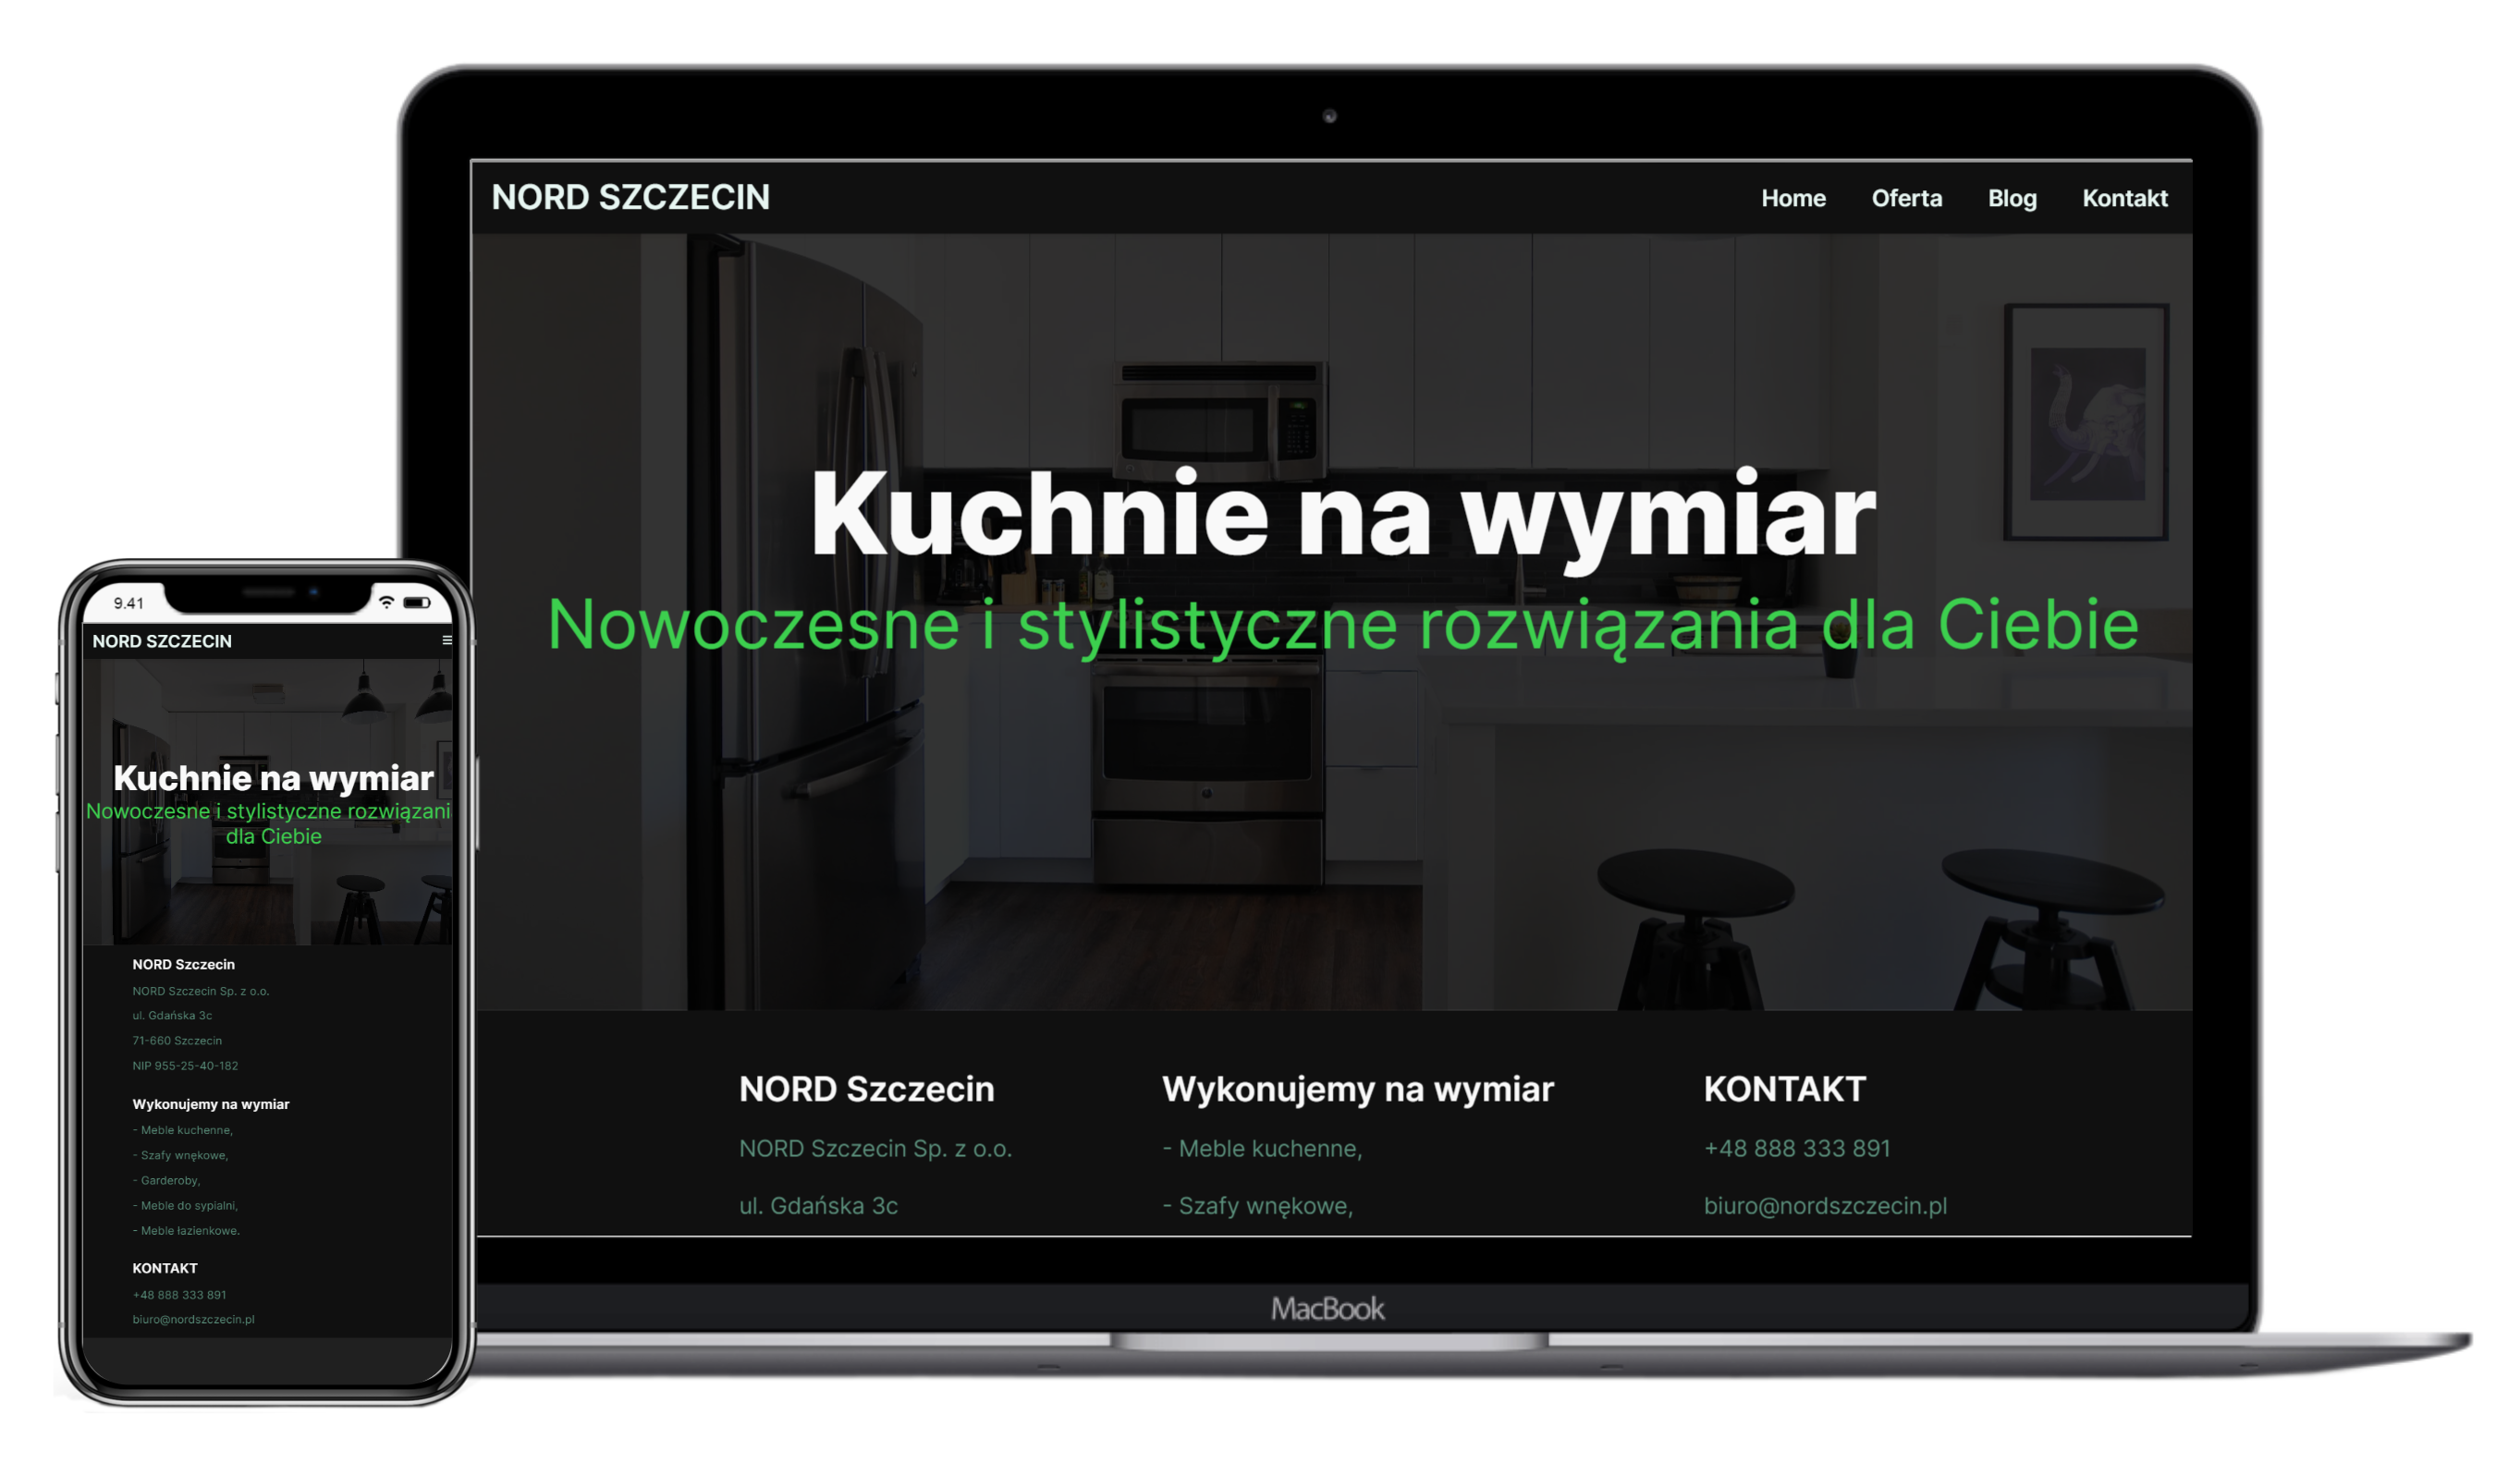 NORD SZCZECIN
Home Oferta Blog Kontakt
Kuchnie na wymiar
Nowoczesne i stylistyczne rozwiązania dla Ciebie
NORD Szczecin
NORD Szczecin Sp. z o.o.
ul. Gdańska 3c
Wykonujemy na wymiar
- Meble kuchenne,
- Szafy wnękowe,
KONTAKT
+48 888 333 891
biuro@nordszczecin.pl
MacBook
9.41
NORD SZCZECIN
Kuchnie na wymiar
Nowoczesne i stylistyczne rozwiązani
dla Ciebie
NORD Szczecin
NORD Szczecin Sp. z o.o.
ul. Gdańska 3c
71-660 Szczecin
NIP 955-25-40-182
Wykonujemy na wymiar
- Meble kuchenne,
- Szafy wnękowe,
- Garderoby,
- Meble do sypialni,
- Meble łazienkowe.
KONTAKT
+48 888 333 891
biuro@nordszczecin.pl